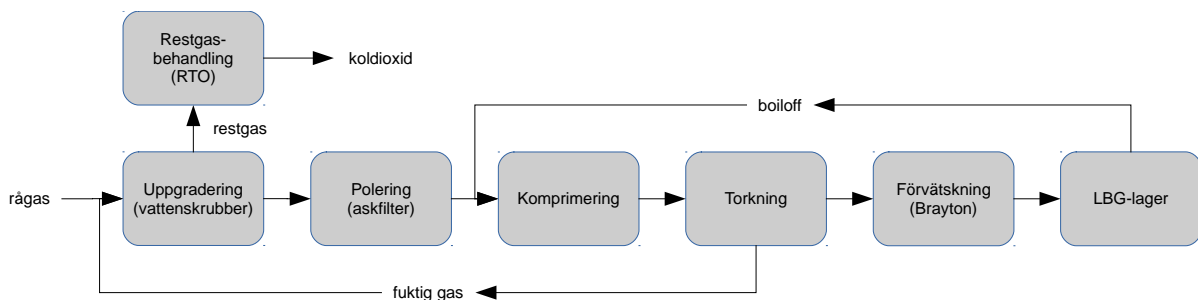 Restgas-
behandling
(RTO)
koldioxid
restgas
boiloff
rågas
Uppgradering
(vattenskrubber)
Polering
(askfilter)
Komprimering
Torkning
Förvätskning
(Brayton)
LBG-lager
fuktig gas